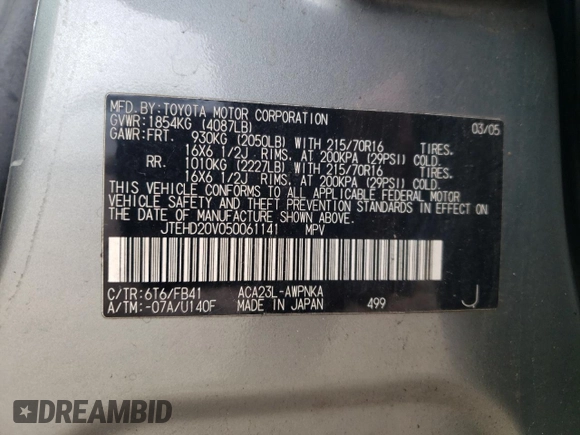 MFD.BY:TOYOTA MOTOR CORPORATION 03/05
GVWR:1854KG (4087LB)
GAWR:FRT. 930KG (2050LB) WITH 215/70R16 TIRES.
16X6 1/2J RIMS. AT 200KPA (29PSI) COLD.
RR. 1010KG (2227LB) WITH 215/70R16 TIRES.
16X6 1/2J RIMS. AT 200KPA (29PSI) COLD.
THIS VEHICLE CONFORMS TO ALL APPLICABLE FEDERAL MOTOR
VEHICLE SAFETY AND THEFT PREVENTION STANDARDS IN EFFECT ON
THE DATE OF MANUFACTURE SHOWN ABOVE.
JTEHD20V050061141 MPV
C/TR:6T6/FB41 ACA23L-AWPNKA
A/TM:-07A/U140F MADE IN JAPAN 499
J
DREAMBID